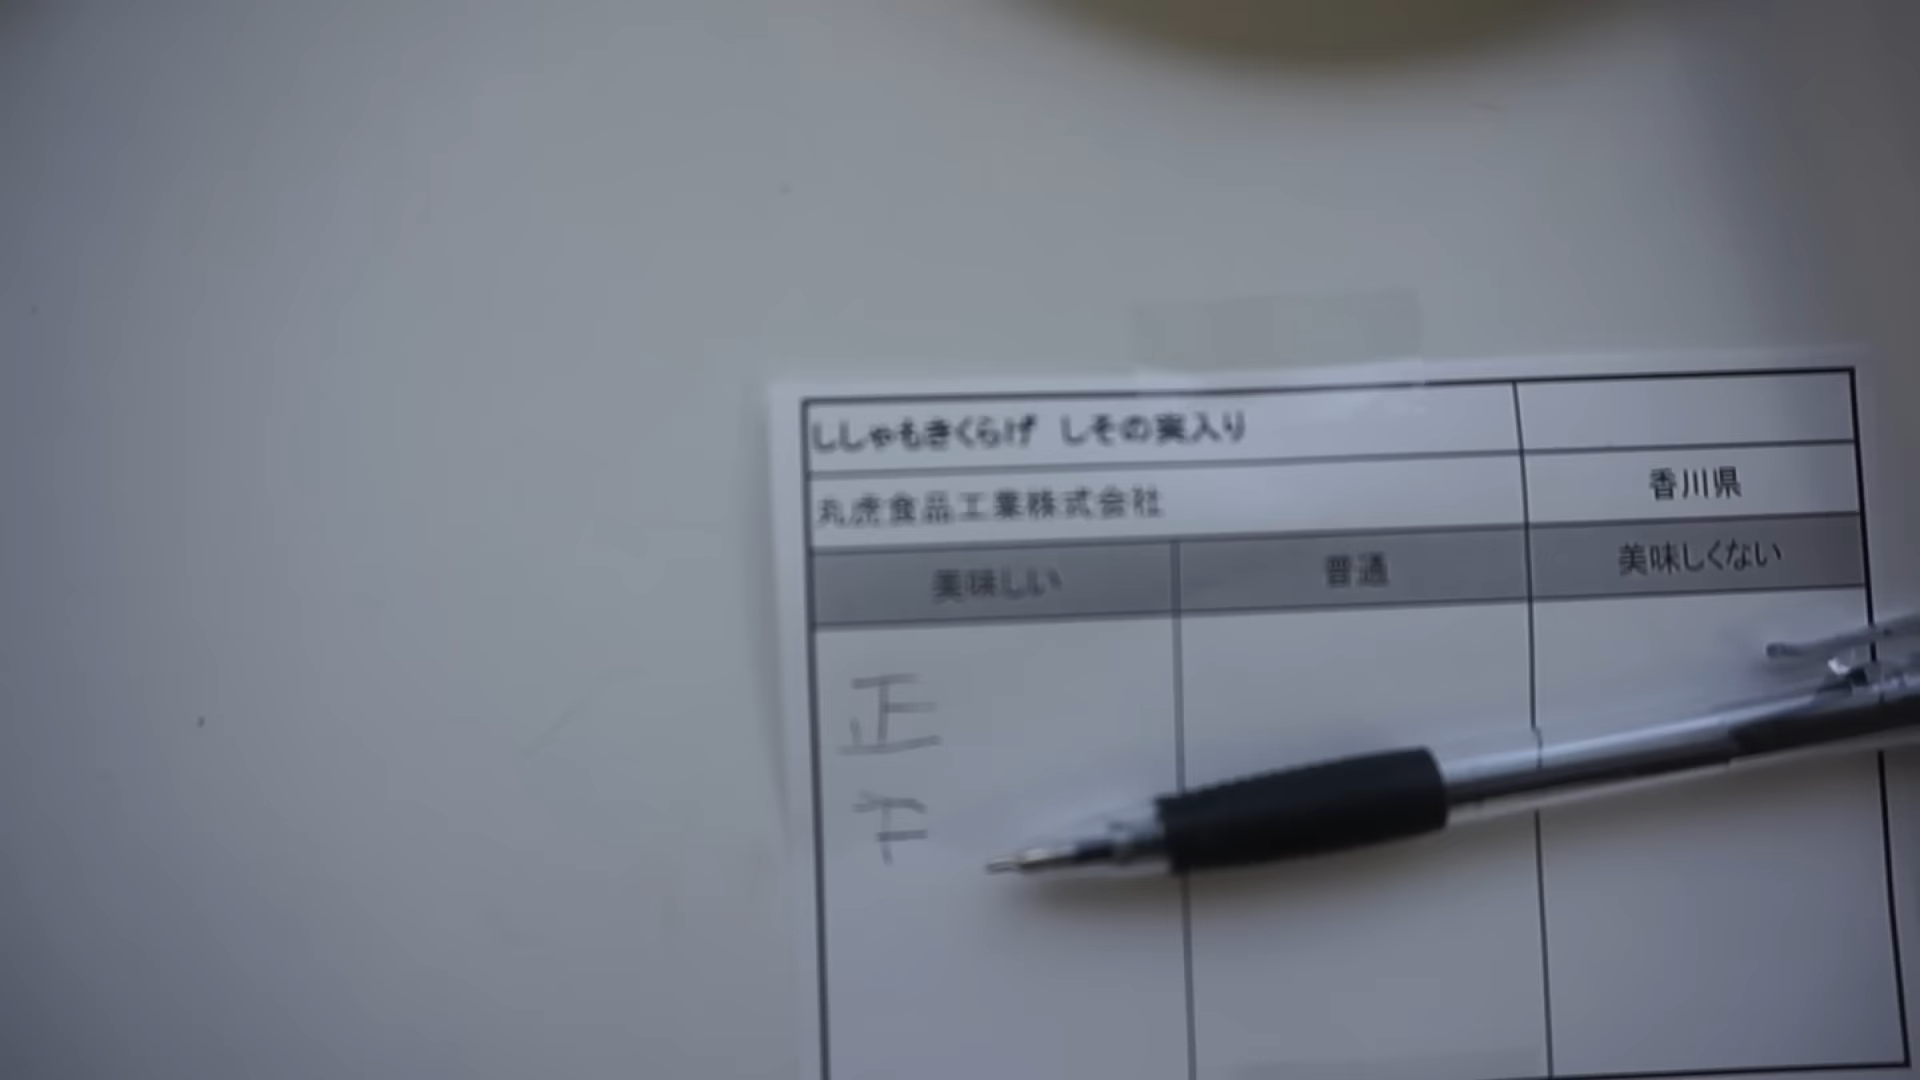 ししゃもきくらげ しその実入り
丸虎食品工業株式会社
香川県
美味しい 普通 美味しくない
正